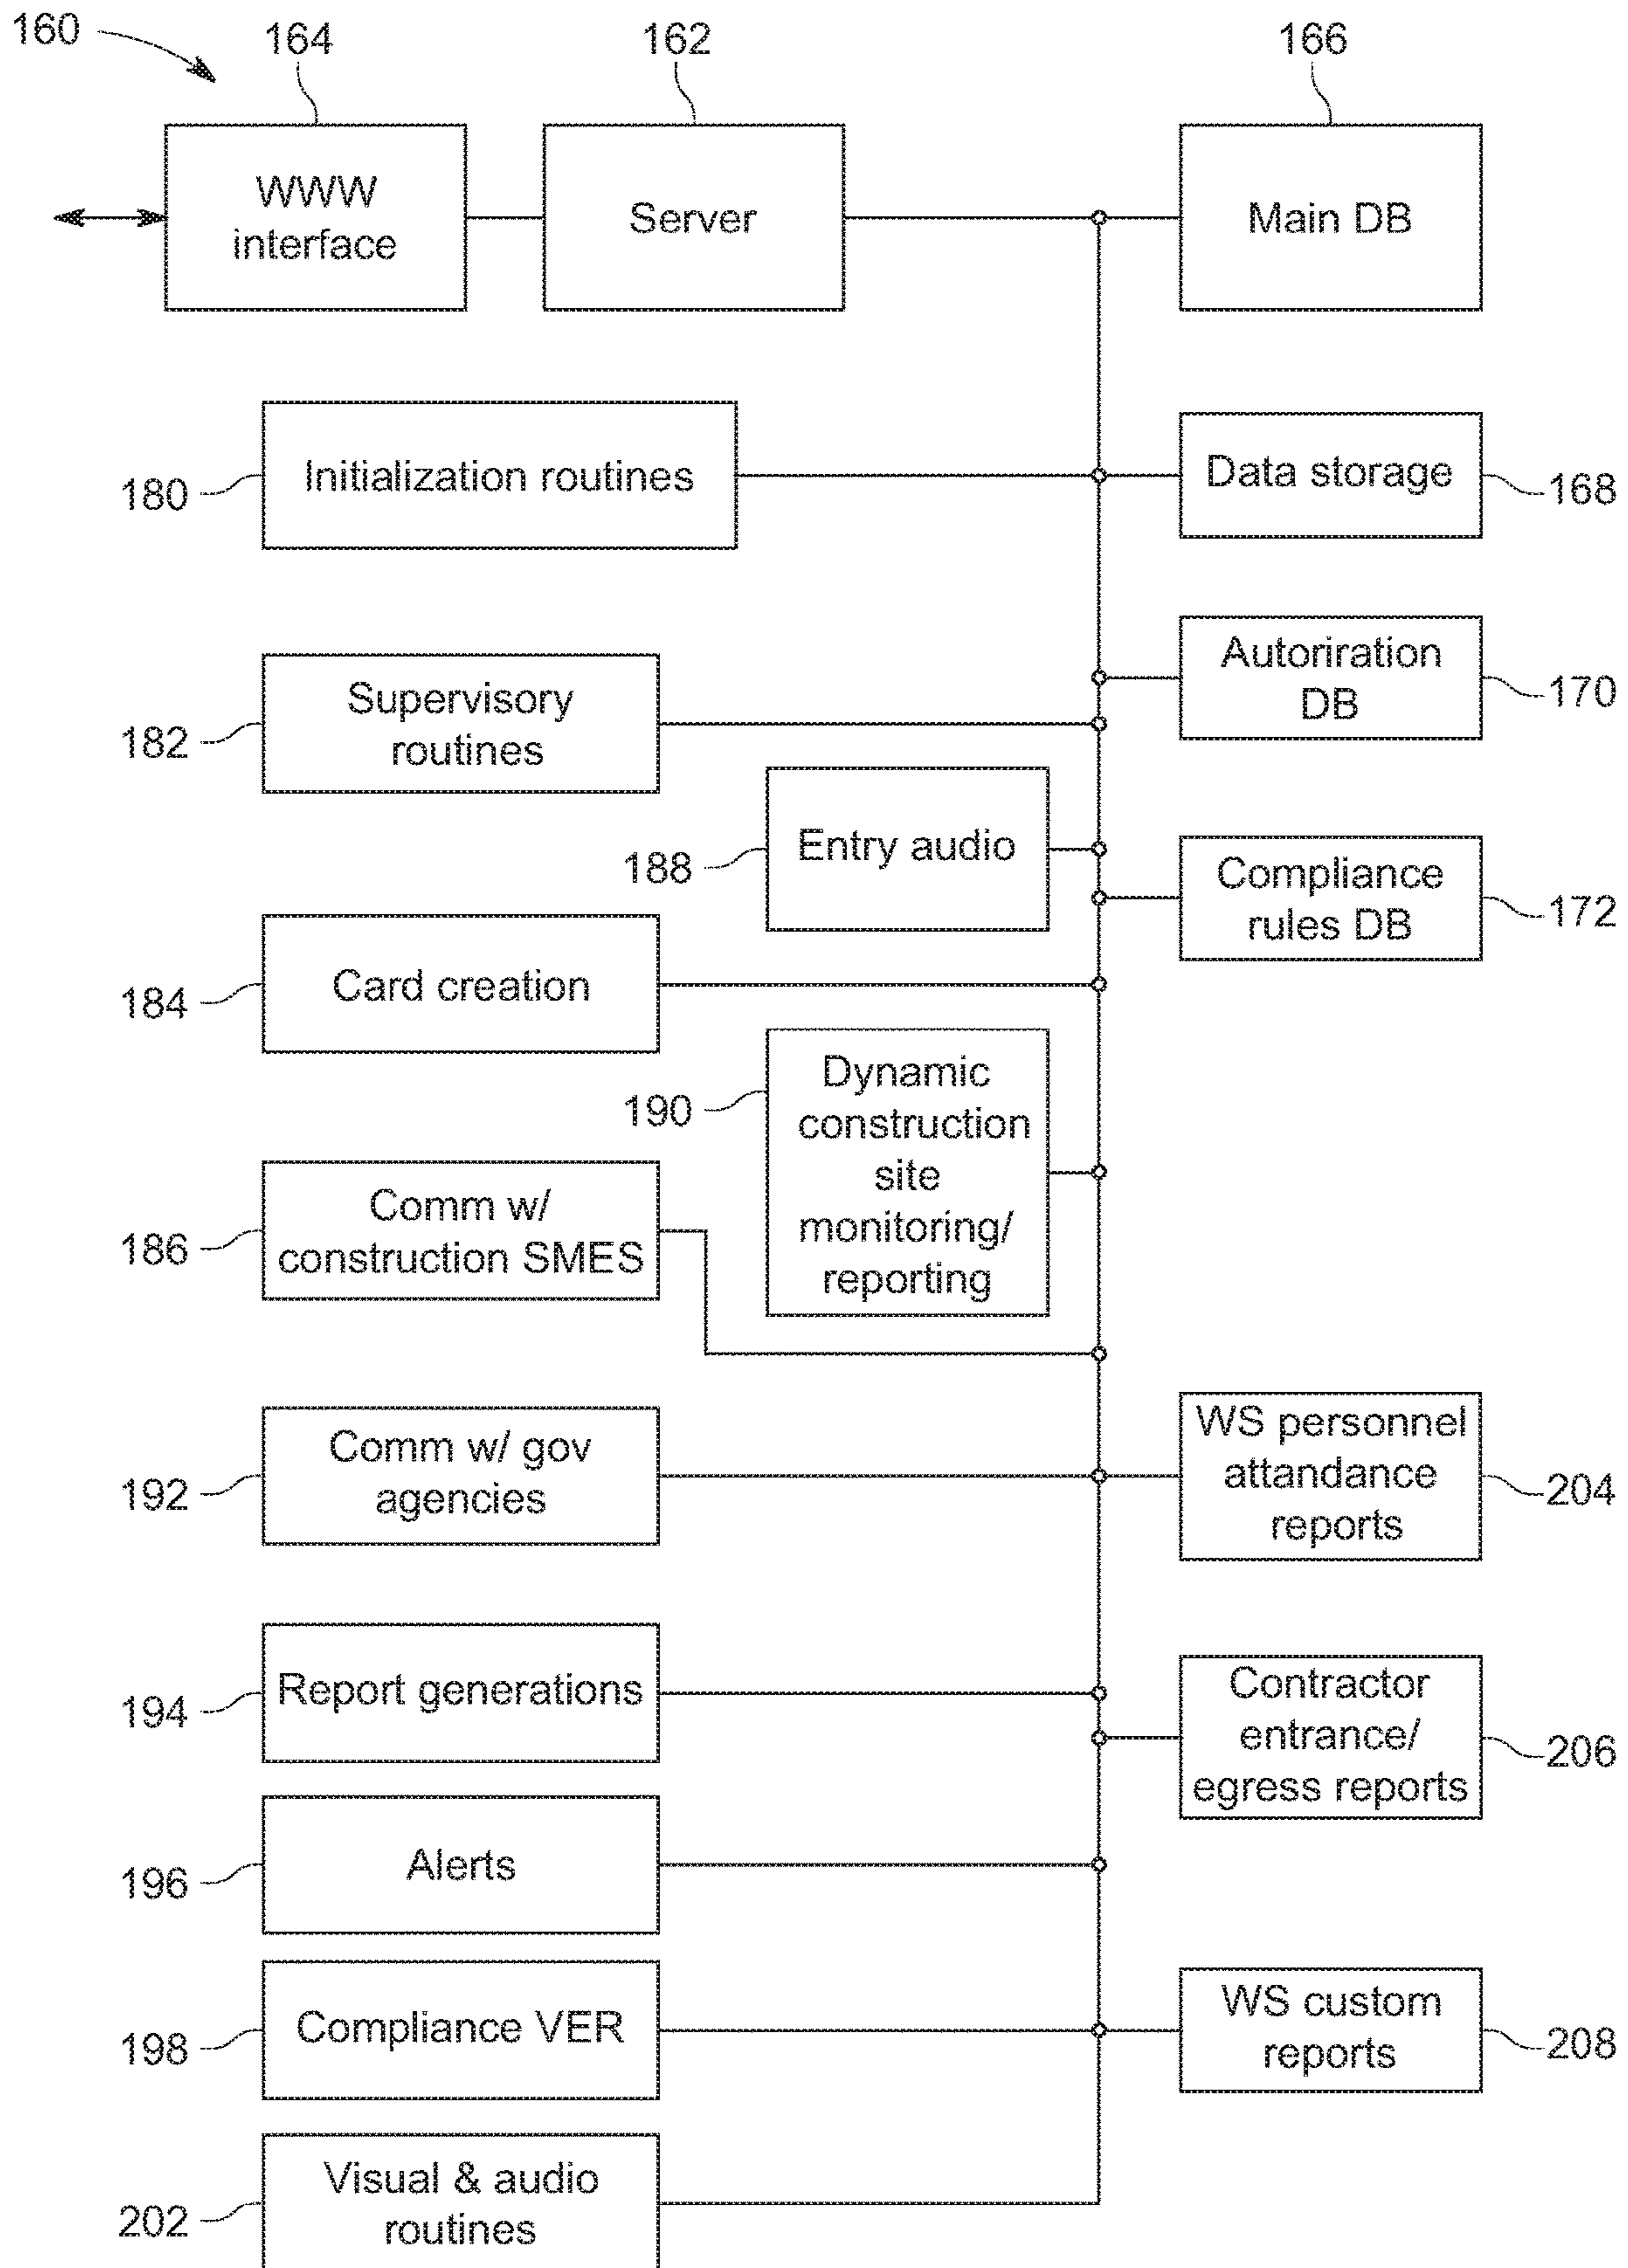 160
164
162
166
WWW
interface
Server
Main DB
180
Initialization routines
Data storage
168
Autoriration
DB
170
182
Supervisory
routines
188
Entry audio
Compliance
rules DB
172
184
Card creation
190
Dynamic
construction
site
monitoring/
reporting
186
Comm w/
construction SMES
192
Comm w/ gov
agencies
WS personnel
attandance
reports
204
194
Report generations
Contractor
entrance/
egress reports
206
196
Alerts
198
Compliance VER
WS custom
reports
208
202
Visual & audio
routines